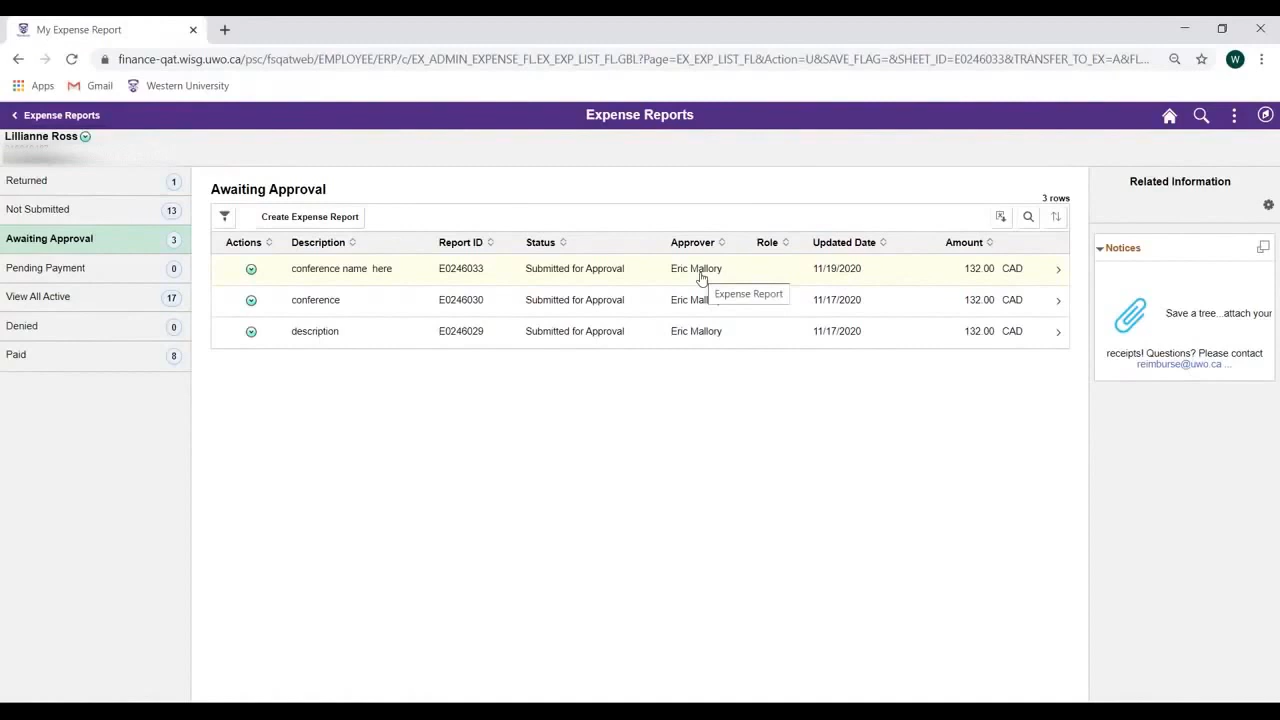 My Expense Report
finance-qat.wisg.uwo.ca/psc/fsqatweb/EMPLOYEE/ERP/c/EX_ADMIN_EXPENSE_FL.EX_EXP_LIST_FL.GBL?Page=EX_EXP_LIST_FL&Action=U&SAVE_FLAG=&SHEET_ID=E0246033&TRANSFER_TO_EX=A&FL...
W
Apps Gmail Western University
Expense Reports Expense Reports
Lillianne Ross
Returned 1
Not Submitted 13
Awaiting Approval 3
Pending Payment 0
View All Active 17
Denied 0
Paid 8
Awaiting Approval
3 rows
Create Expense Report
Actions Description Report ID Status Approver Role Updated Date Amount
conference name here E0246033 Submitted for Approval Eric Mallory 11/19/2020 132.00 CAD
Expense Report
conference E0246030 Submitted for Approval Eric 11/17/2020 132.00 CAD
description E0246029 Submitted for Approval Eric Mallory 11/17/2020 132.00 CAD
Related Information
Notices
Save a tree...attach your
receipts! Questions? Please contact
reimburse@uwo.ca ...